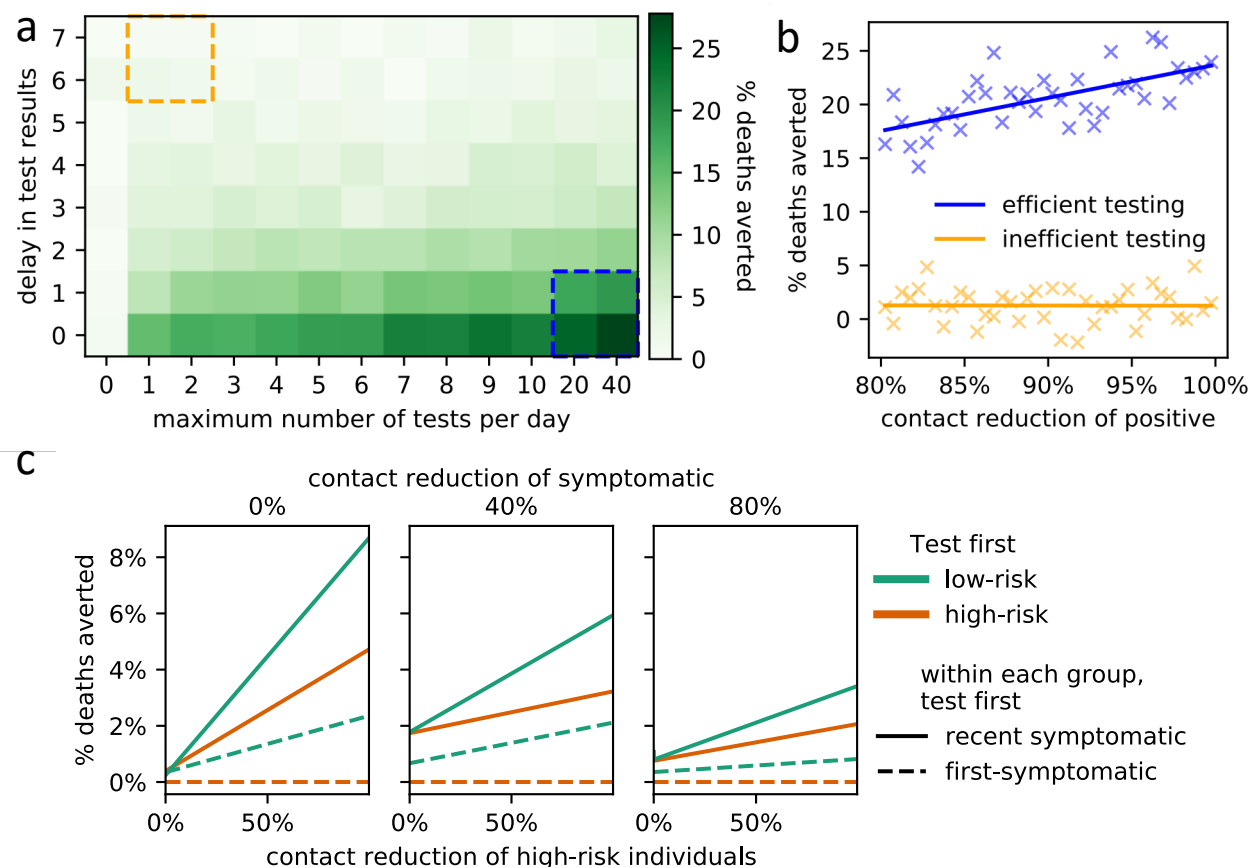 a
7
6
5
4
3
2
1
0
delay in test results
0 1 2 3 4 5 6 7 8 9 10 20 40
maximum number of tests per day
25
20
15
10
5
0
% deaths averted
b
25
20
15
10
5
0
% deaths averted
efficient testing
inefficient testing
80% 85% 90% 95% 100%
contact reduction of positive
c
contact reduction of symptomatic
0% 40% 80%
8%
6%
4%
2%
0%
% deaths averted
0% 50% 0% 50% 0% 50%
contact reduction of high-risk individuals
Test first
low-risk
high-risk
within each group,
test first
recent symptomatic
first-symptomatic